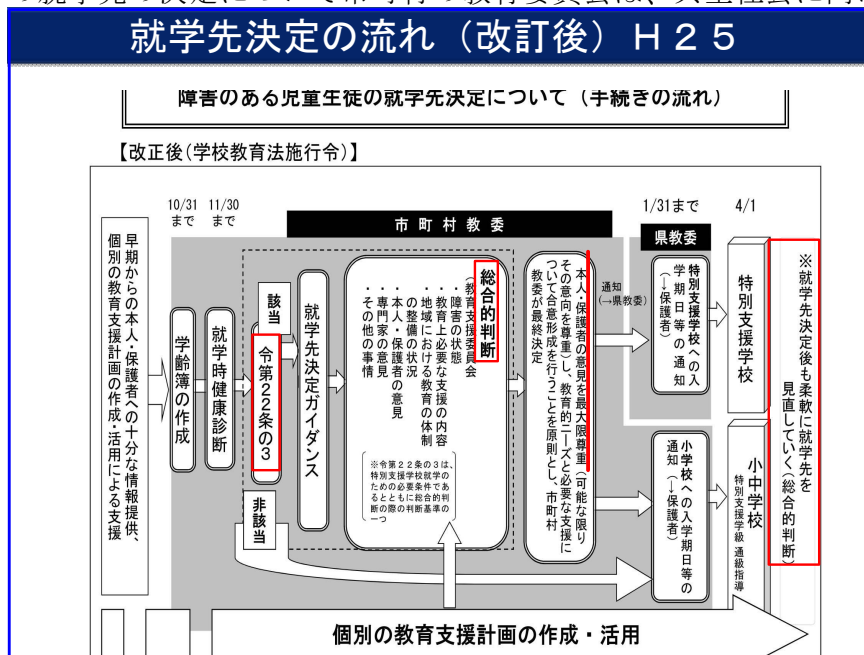 就学先決定の流れ（改訂後）Ｈ２５
障害のある児童生徒の就学先決定について（手続きの流れ）
【改正後(学校教育法施行令)】
10/31
まで
11/30
まで
市町村教委
1/31まで
4/1
県教委
早期からの本人・保護者への十分な情報提供、
個別の教育支援計画の作成・活用による支援
学齢簿の作成
就学時健康診断
該当
令第２２条の３
非該当
就学先決定ガイダンス
総合的判断
（教育支援委員会）
・障害の状態
・教育上必要な支援の内容
・地域における教育の体制
の整備の状況
・本人・保護者の意見
・専門家の意見
・その他の事情
※令第２２条の３は、
特別支援学校就学の
ための必要条件であ
るとともに総合的判
断の際の判断基準の
一つ
本人・保護者の意見を最大限尊重（可能な限り
その意向を尊重）し、教育的ニーズと必要な支援に
ついて合意形成を行うことを原則とし、市町村
教委が最終決定
通知
(→県教委)
特別支援学校への入
学期日等の通知
（→保護者）
小学校への入学期日等の
通知（→保護者）
特別支援学校
小中学校
特別支援学級 通級指導
※就学先決定後も柔軟に就学先を
見直していく（総合的判断）
個別の教育支援計画の作成・活用